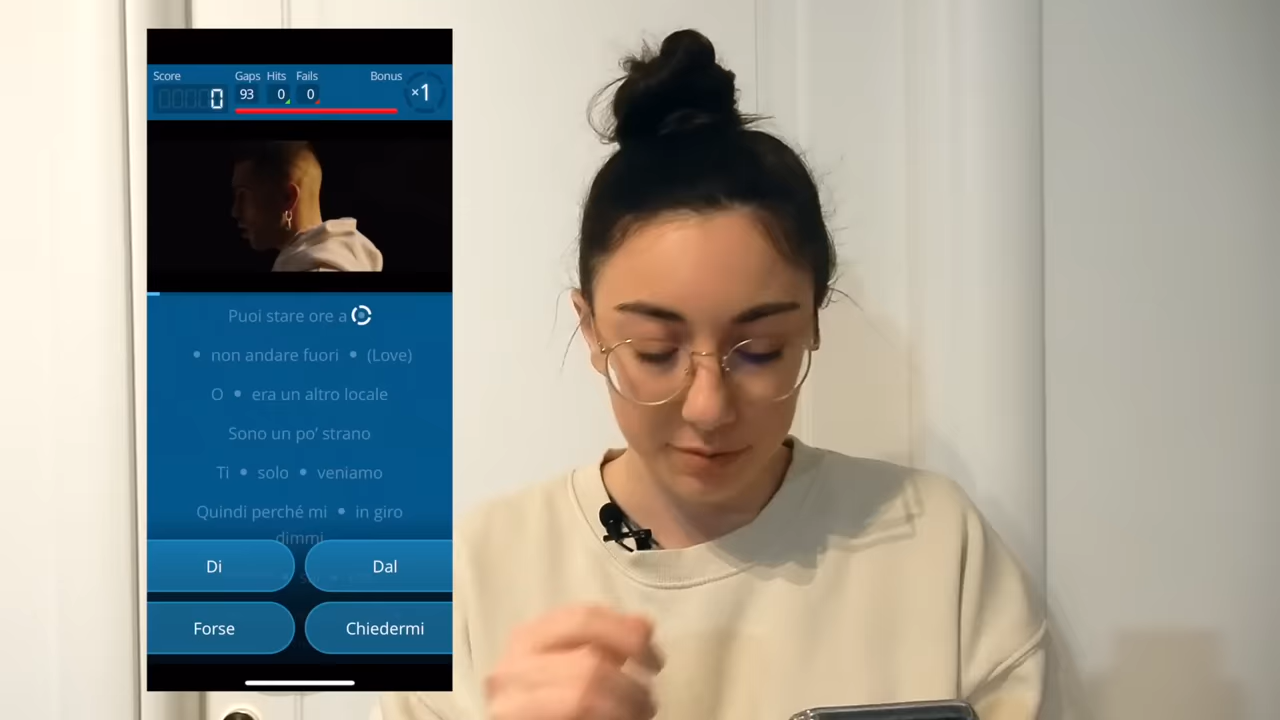 Score
Gaps Hits Fails
Bonus
0
93 0 0
×1
Puoi stare ore a
• non andare fuori • (Love)
O • era un altro locale
Sono un po’ strano
Ti • solo • veniamo
Quindi perché mi • in giro
dimmi
Di
Dal
Forse
Chiedermi